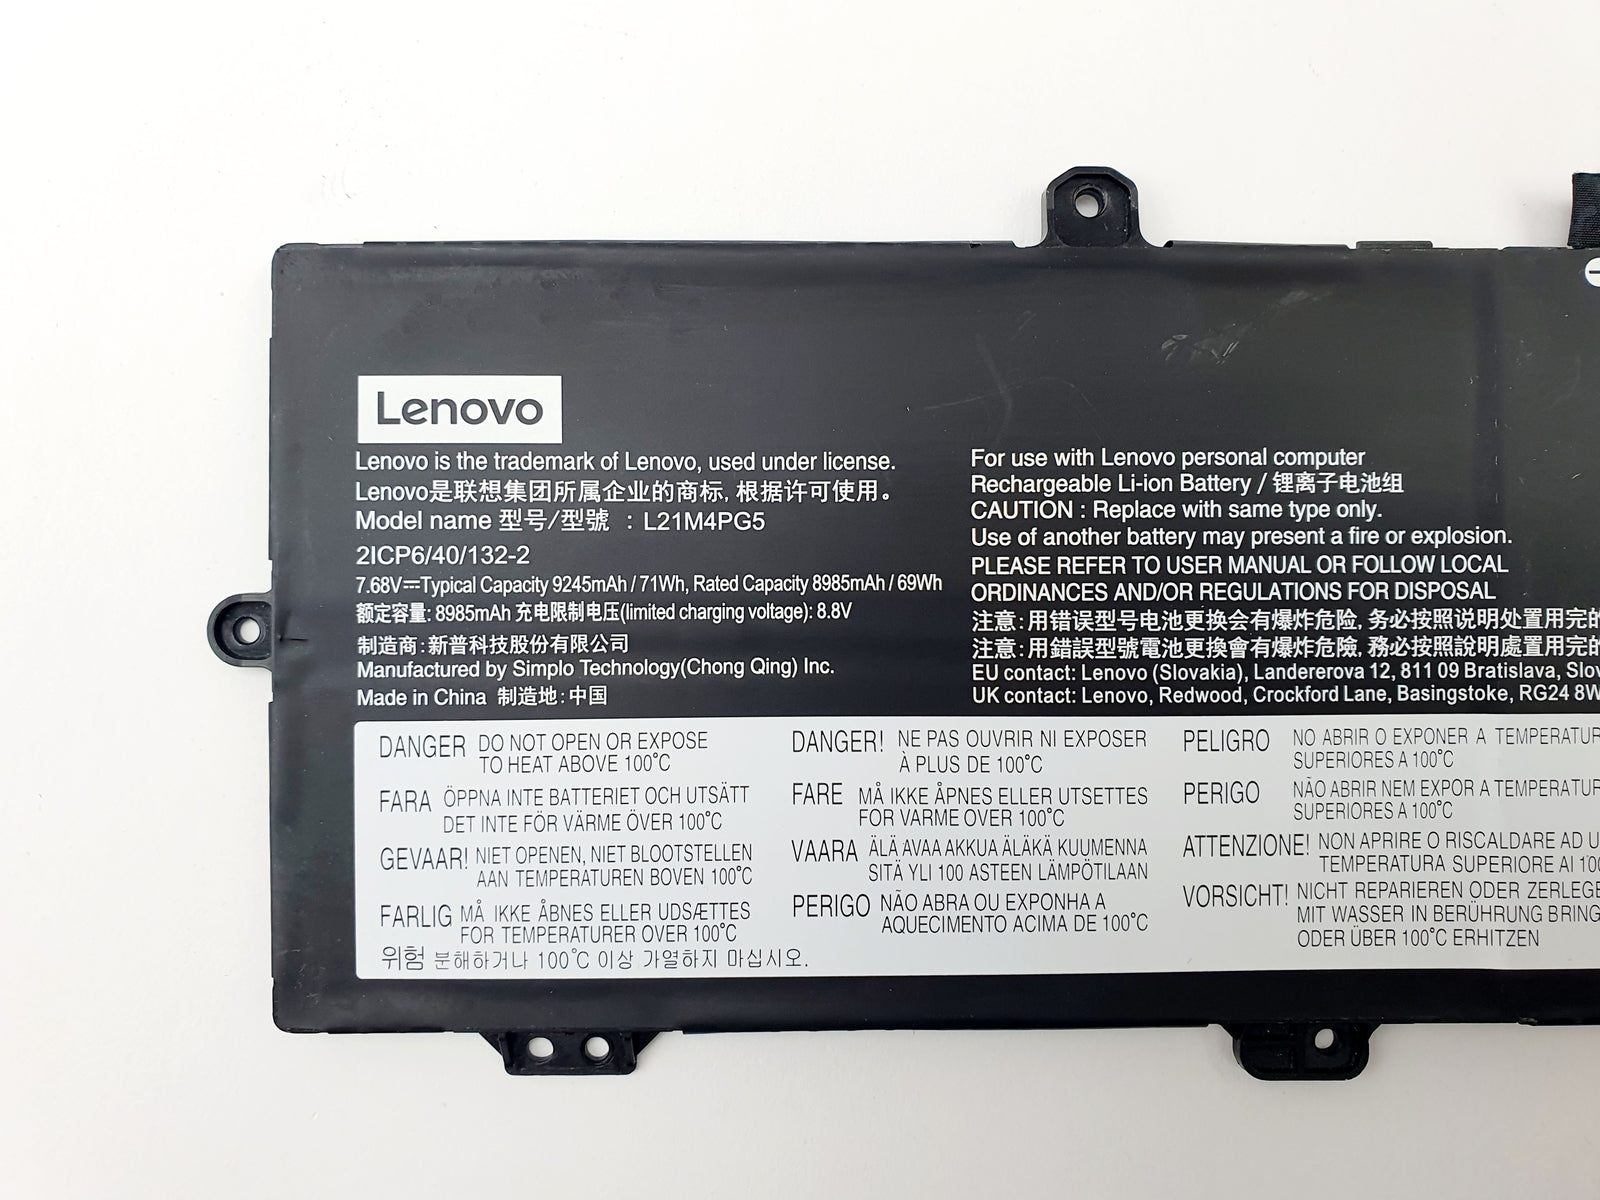 Lenovo
Lenovo is the trademark of Lenovo, used under license.
Lenovo是联想集团所属企业的商标, 根据许可使用。
Model name 型号/型號 : L21M4PG5
2ICP6/40/132-2
7.68V⎓Typical Capacity 9245mAh / 71Wh, Rated Capacity 8985mAh / 69Wh
额定容量: 8985mAh 充电限制电压(limited charging voltage): 8.8V
制造商: 新普科技股份有限公司
Manufactured by Simplo Technology(Chong Qing) Inc.
Made in China 制造地: 中国
For use with Lenovo personal computer
Rechargeable Li-ion Battery / 锂离子电池组
CAUTION : Replace with same type only.
Use of another battery may present a fire or explosion.
PLEASE REFER TO USER MANUAL OR FOLLOW LOCAL
ORDINANCES AND/OR REGULATIONS FOR DISPOSAL
注意: 用错误型号电池更换会有爆炸危险, 务必按照说明处置用完的
注意: 用錯誤型號電池更換會有爆炸危險, 務必按照說明處置用完的
EU contact: Lenovo (Slovakia), Landererova 12, 811 09 Bratislava, Slov
UK contact: Lenovo, Redwood, Crockford Lane, Basingstoke, RG24 8W
DANGER DO NOT OPEN OR EXPOSE
TO HEAT ABOVE 100°C
FARA ÖPPNA INTE BATTERIET OCH UTSÄTT
DET INTE FÖR VÄRME ÖVER 100°C
GEVAAR! NIET OPENEN, NIET BLOOTSTELLEN
AAN TEMPERATUREN BOVEN 100°C
FARLIG MÅ IKKE ÅBNES ELLER UDSÆTTES
FOR TEMPERATURER OVER 100°C
위험 분해하거나 100°C 이상 가열하지 마십시오.
DANGER! NE PAS OUVRIR NI EXPOSER
À PLUS DE 100°C
FARE MÅ IKKE ÅPNES ELLER UTSETTES
FOR VARME OVER 100°C
VAARA ÄLÄ AVAA AKKUA ÄLÄKÄ KUUMENNA
SITÄ YLI 100 ASTEEN LÄMPÖTILAAN
PERIGO NÃO ABRA OU EXPONHA A
AQUECIMENTO ACIMA DE 100°C
PELIGRO NO ABRIR O EXPONER A TEMPERATUR
SUPERIORES A 100°C
PERIGO NÃO ABRIR NEM EXPOR A TEMPERATUR
SUPERIORES A 100°C
ATTENZIONE! NON APRIRE O RISCALDARE AD U
TEMPERATURA SUPERIORE AI 100
VORSICHT! NICHT REPARIEREN ODER ZERLEGE
MIT WASSER IN BERÜHRUNG BRING
ODER ÜBER 100°C ERHITZEN